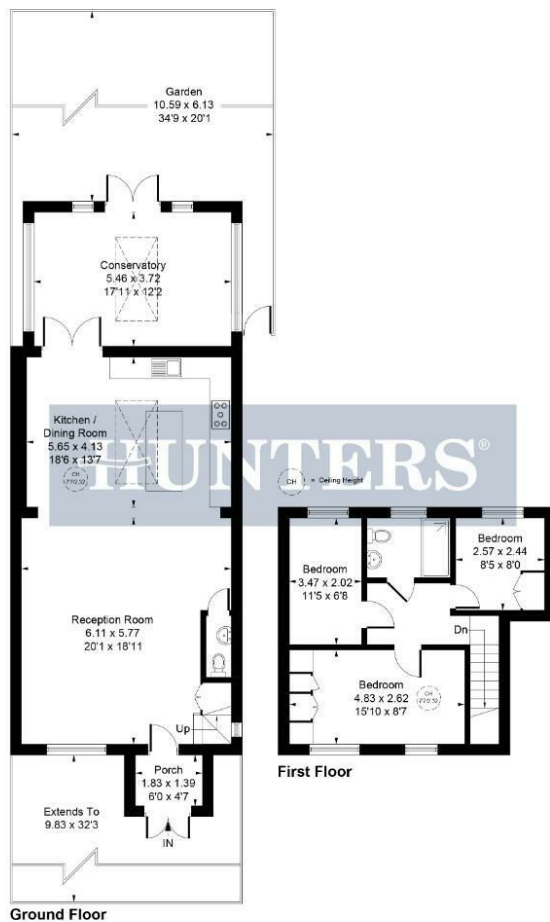 Garden
10.59 x 6.13
34'9 x 20'1
Conservatory
5.46 x 3.72
17'11 x 12'2
Kitchen /
Dining Room
5.65 x 4.13
18'6 x 13'7
CH
HUNTERS®
CH = Ceiling Height
Reception Room
6.11 x 5.77
20'1 x 18'11
Up
Porch
1.83 x 1.39
6'0 x 4'7
IN
Extends To
9.83 x 32'3
Ground Floor
Bedroom
3.47 x 2.02
11'5 x 6'8
Bedroom
2.57 x 2.44
8'5 x 8'0
Dn
Bedroom
4.83 x 2.62
15'10 x 8'7
CH
First Floor